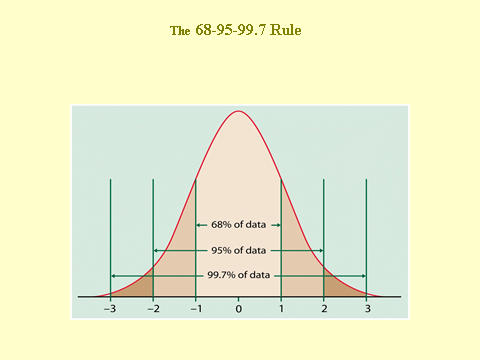 The 68-95-99.7 Rule
68% of data
95% of data
99.7% of data
−3 −2 −1 0 1 2 3